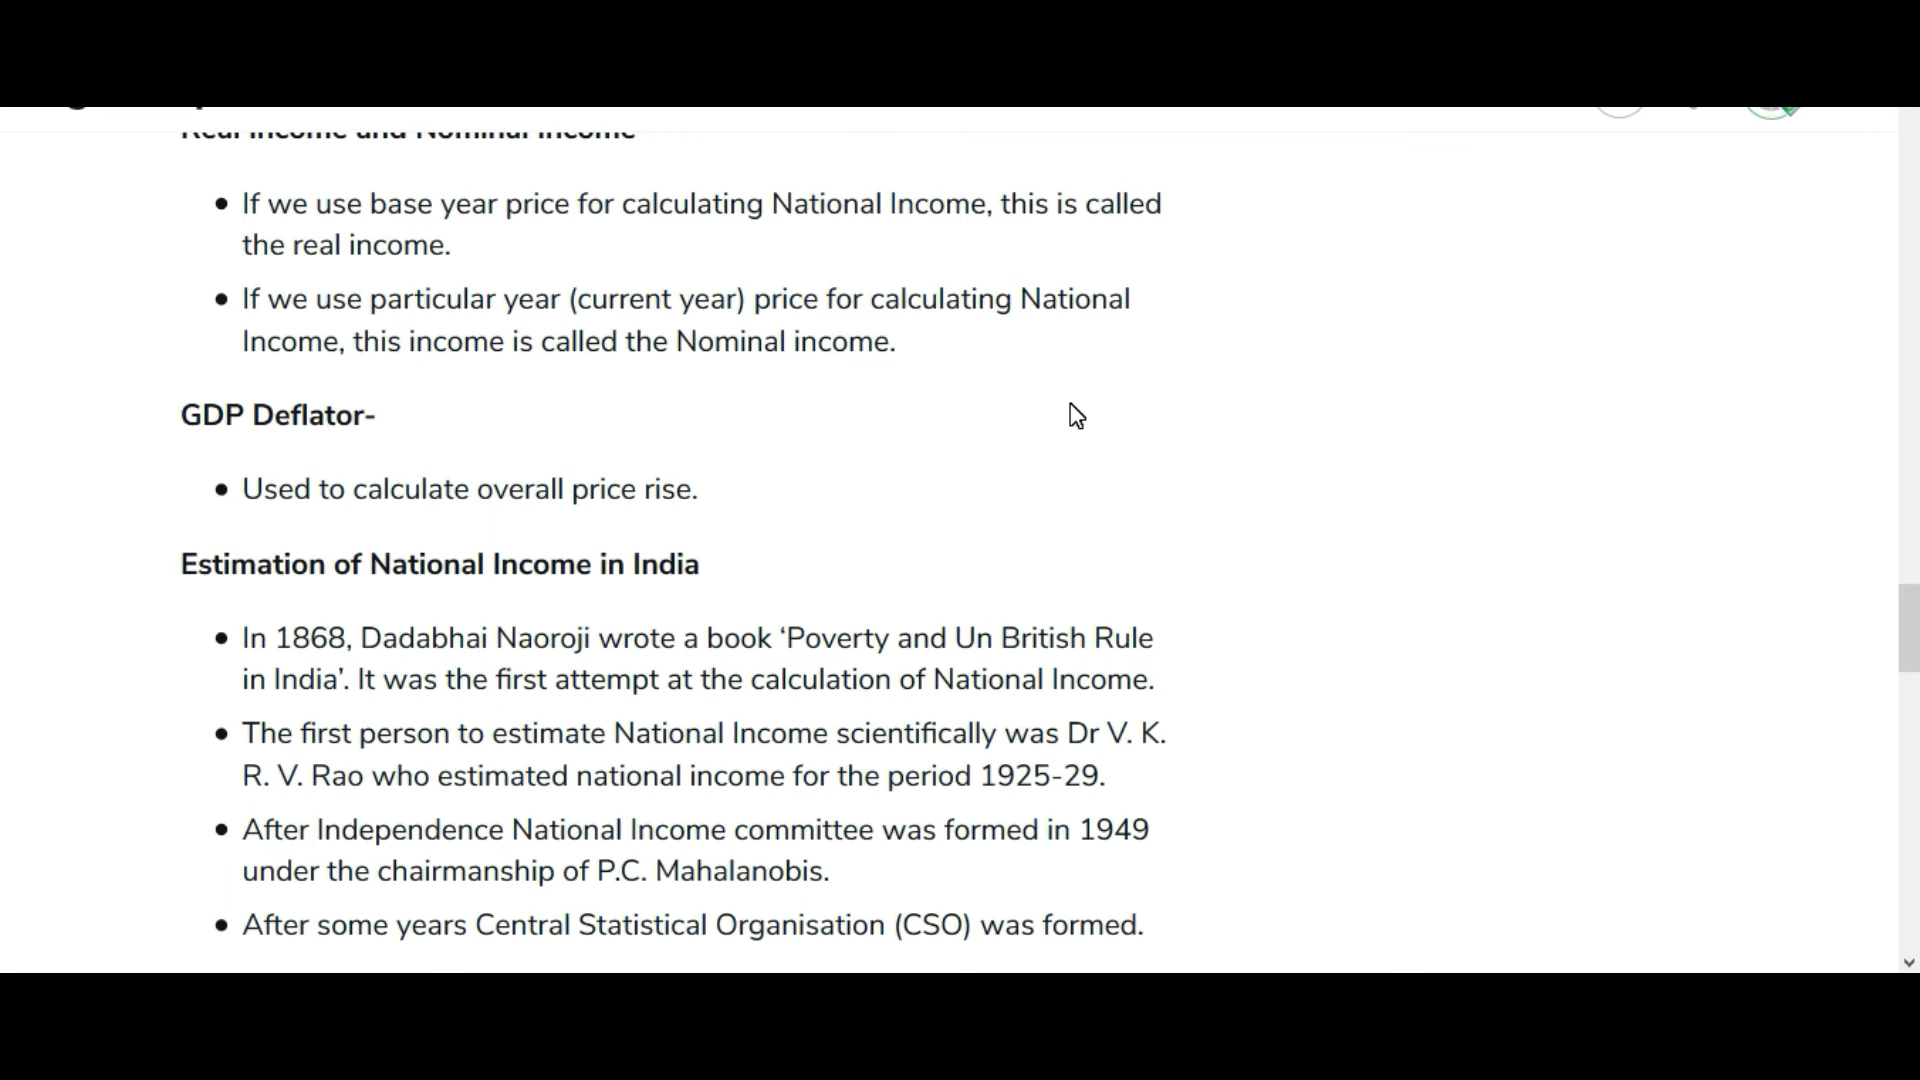 Real Income and Nominal Income
If we use base year price for calculating National Income, this is called
the real income.
If we use particular year (current year) price for calculating National
Income, this income is called the Nominal income.
GDP Deflator-
Used to calculate overall price rise.
Estimation of National Income in India
In 1868, Dadabhai Naoroji wrote a book ‘Poverty and Un British Rule
in India’. It was the first attempt at the calculation of National Income.
The first person to estimate National Income scientifically was Dr V. K.
R. V. Rao who estimated national income for the period 1925-29.
After Independence National Income committee was formed in 1949
under the chairmanship of P.C. Mahalanobis.
After some years Central Statistical Organisation (CSO) was formed.